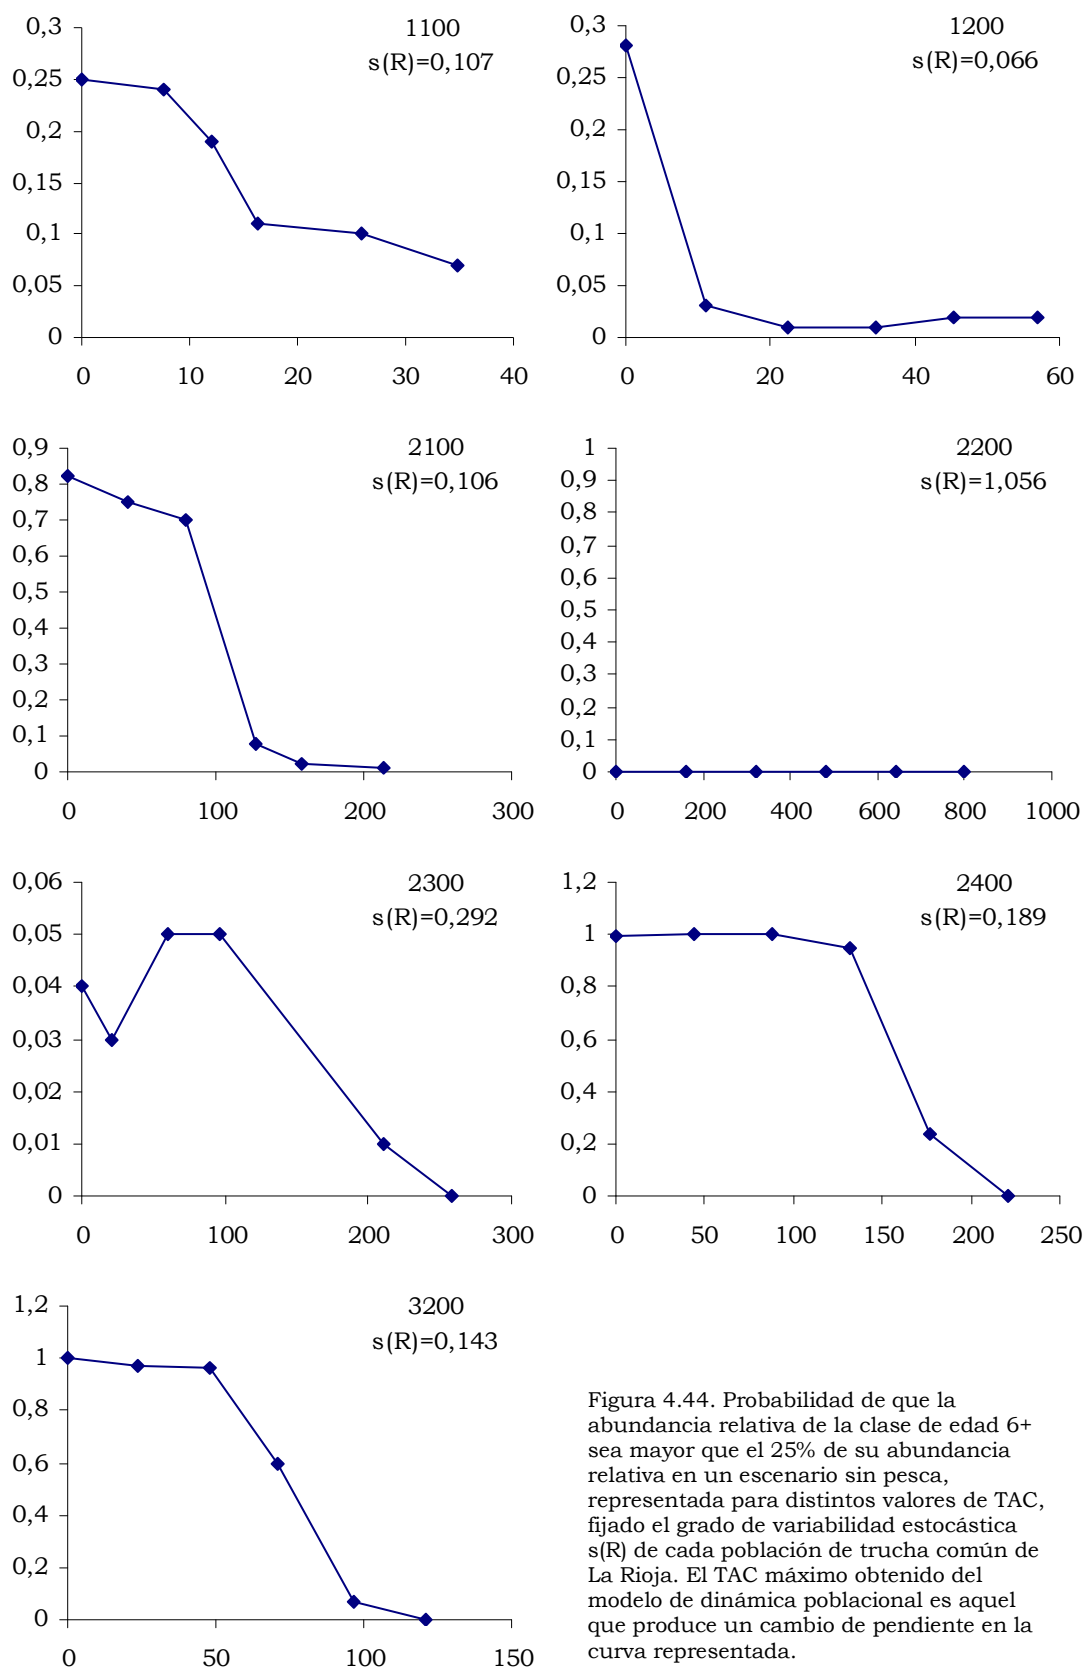 1100
s(R)=0,107
0,3
0,25
0,2
0,15
0,1
0,05
0
0 10 20 30 40
1200
s(R)=0,066
0,3
0,25
0,2
0,15
0,1
0,05
0
0 20 40 60
2100
s(R)=0,106
0,9
0,8
0,7
0,6
0,5
0,4
0,3
0,2
0,1
0
0 100 200 300
2200
s(R)=1,056
1
0,9
0,8
0,7
0,6
0,5
0,4
0,3
0,2
0,1
0
0 200 400 600 800 1000
2300
s(R)=0,292
0,06
0,05
0,04
0,03
0,02
0,01
0
0 100 200 300
2400
s(R)=0,189
1,2
1
0,8
0,6
0,4
0,2
0
0 50 100 150 200 250
3200
s(R)=0,143
1,2
1
0,8
0,6
0,4
0,2
0
0 50 100 150
Figura 4.44. Probabilidad de que la
abundancia relativa de la clase de edad 6+
sea mayor que el 25% de su abundancia
relativa en un escenario sin pesca,
representada para distintos valores de TAC,
fijado el grado de variabilidad estocástica
s(R) de cada población de trucha común de
La Rioja. El TAC máximo obtenido del
modelo de dinámica poblacional es aquel
que produce un cambio de pendiente en la
curva representada.